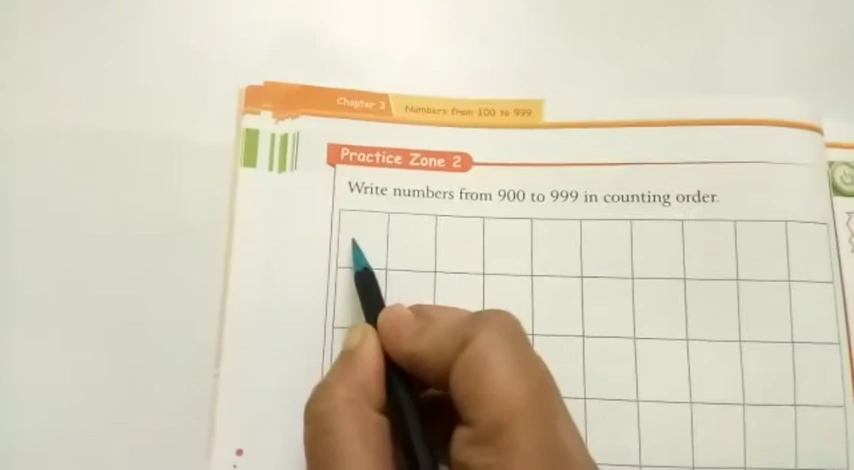 Chapter 3
Numbers from 100 to 999
Practice Zone 2
Write numbers from 900 to 999 in counting order.